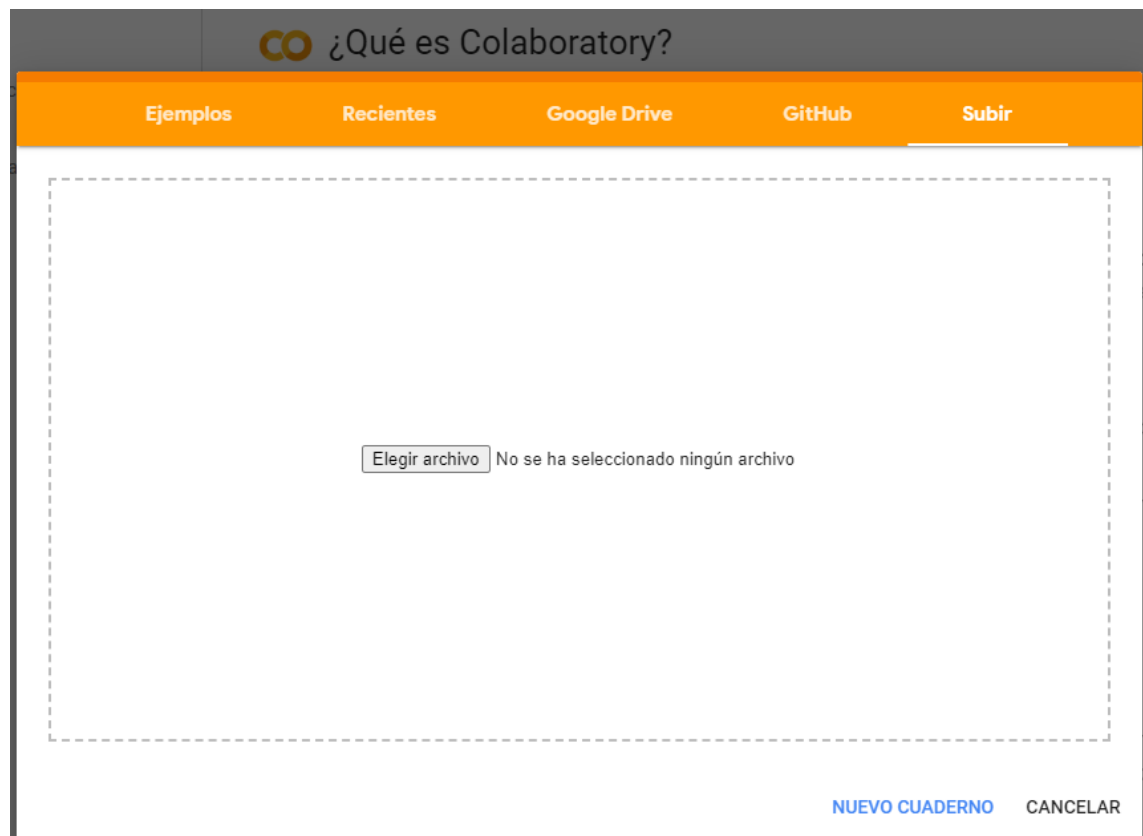 CO ¿Qué es Colaboratory?
Ejemplos Recientes Google Drive GitHub Subir
Elegir archivo No se ha seleccionado ningún archivo
NUEVO CUADERNO CANCELAR